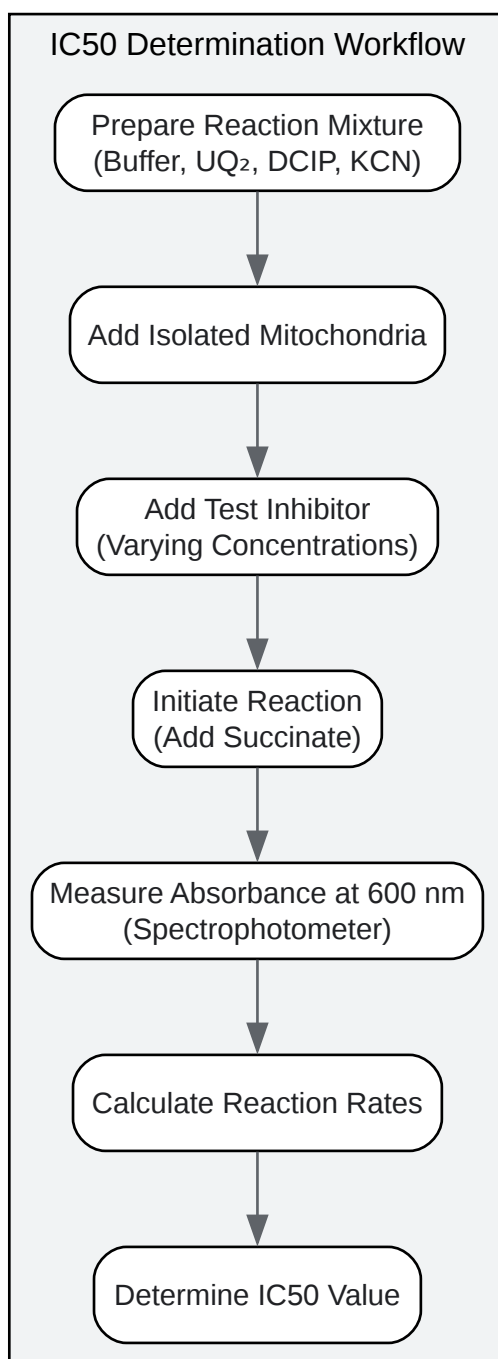 IC50 Determination Workflow
Prepare Reaction Mixture
(Buffer, UQ₂, DCIP, KCN)
Add Isolated Mitochondria
Add Test Inhibitor
(Varying Concentrations)
Initiate Reaction
(Add Succinate)
Measure Absorbance at 600 nm
(Spectrophotometer)
Calculate Reaction Rates
Determine IC50 Value